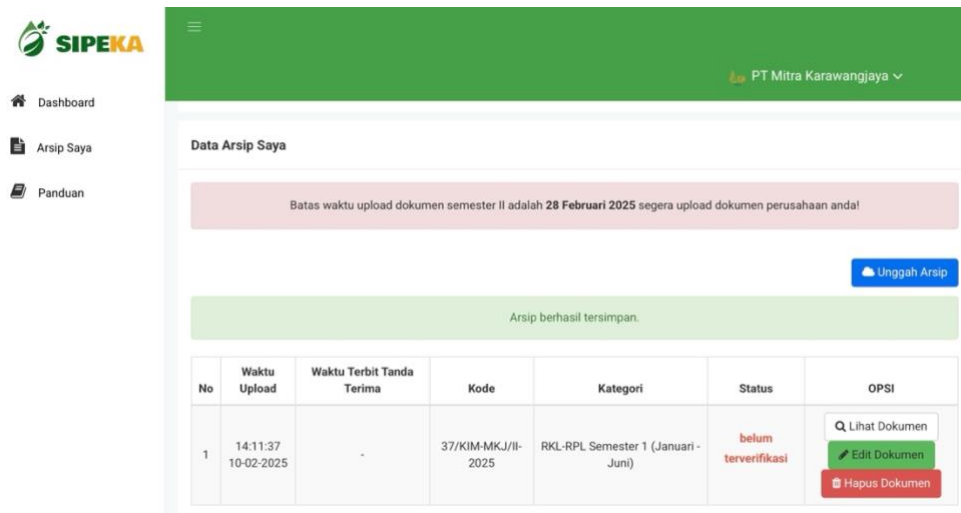 SIPEKA
PT Mitra Karawangjaya
Dashboard
Arsip Saya
Panduan
Data Arsip Saya
Batas waktu upload dokumen semester II adalah 28 Februari 2025 segera upload dokumen perusahaan anda!
Unggah Arsip
Arsip berhasil tersimpan.
No
Waktu
Upload
Waktu Terbit Tanda
Terima
Kode
Kategori
Status
OPSI
1
14:11:37
10-02-2025
-
37/KIM-MKJ/II-
2025
RKL-RPL Semester 1 (Januari -
Juni)
belum
terverifikasi
Lihat Dokumen
Edit Dokumen
Hapus Dokumen